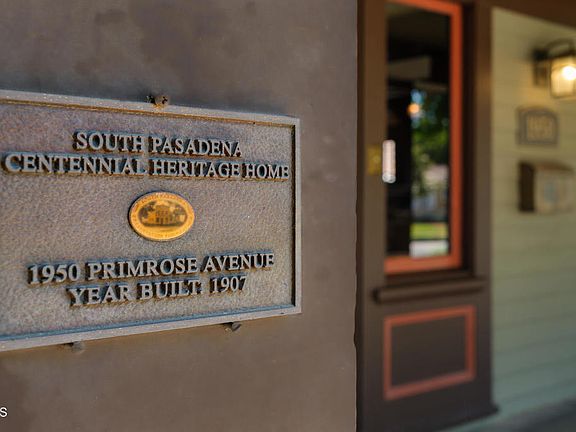 SOUTH PASADENA
CENTENNIAL HERITAGE HOME
1950 PRIMROSE AVENUE
YEAR BUILT: 1907